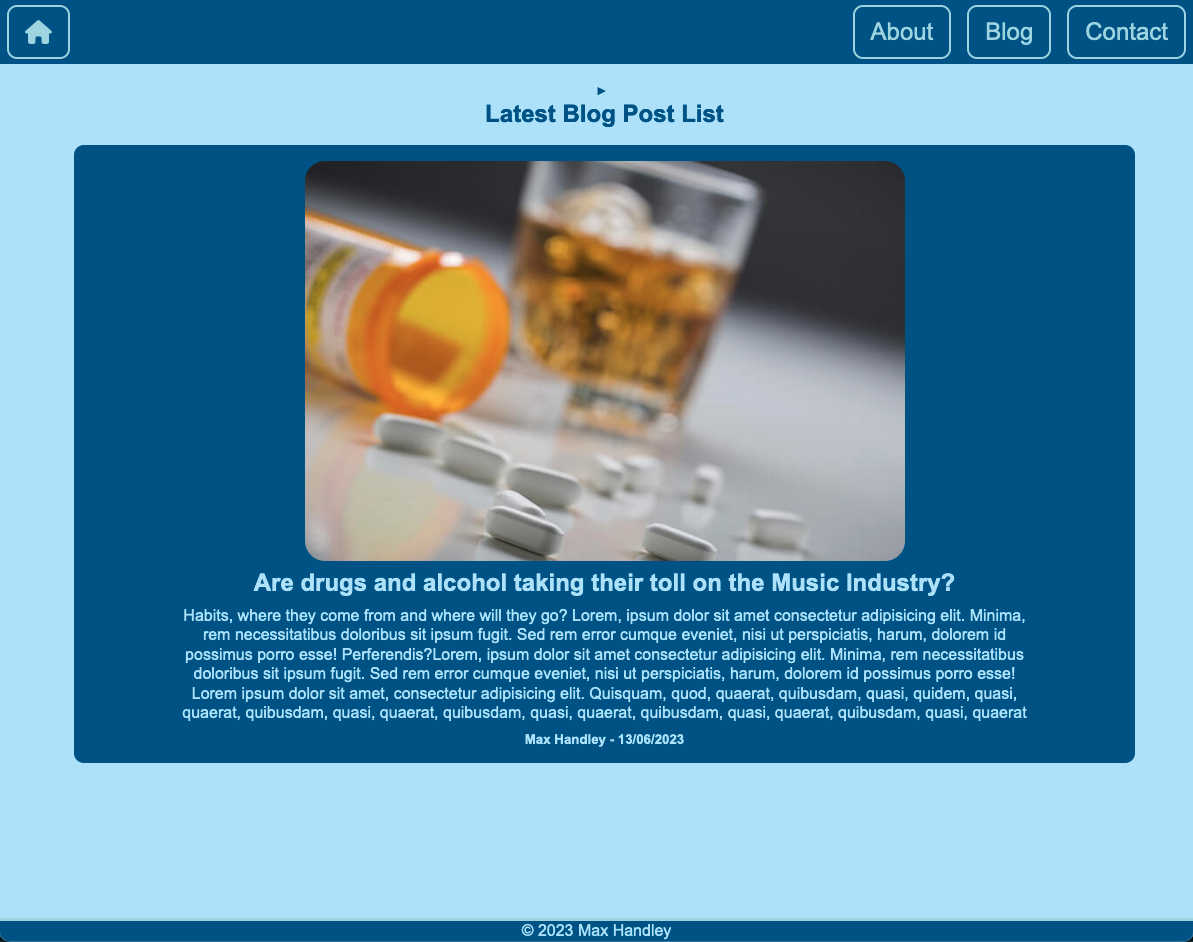 About
Blog
Contact
Latest Blog Post List
Are drugs and alcohol taking their toll on the Music Industry?
Habits, where they come from and where will they go? Lorem, ipsum dolor sit amet consectetur adipisicing elit. Minima,
rem necessitatibus doloribus sit ipsum fugit. Sed rem error cumque eveniet, nisi ut perspiciatis, harum, dolorem id
possimus porro esse! Perferendis?Lorem, ipsum dolor sit amet consectetur adipisicing elit. Minima, rem necessitatibus
doloribus sit ipsum fugit. Sed rem error cumque eveniet, nisi ut perspiciatis, harum, dolorem id possimus porro esse!
Lorem ipsum dolor sit amet, consectetur adipisicing elit. Quisquam, quod, quaerat, quibusdam, quasi, quidem, quasi,
quaerat, quibusdam, quasi, quaerat, quibusdam, quasi, quaerat, quibusdam, quasi, quaerat, quibusdam, quasi, quaerat
Max Handley - 13/06/2023
© 2023 Max Handley